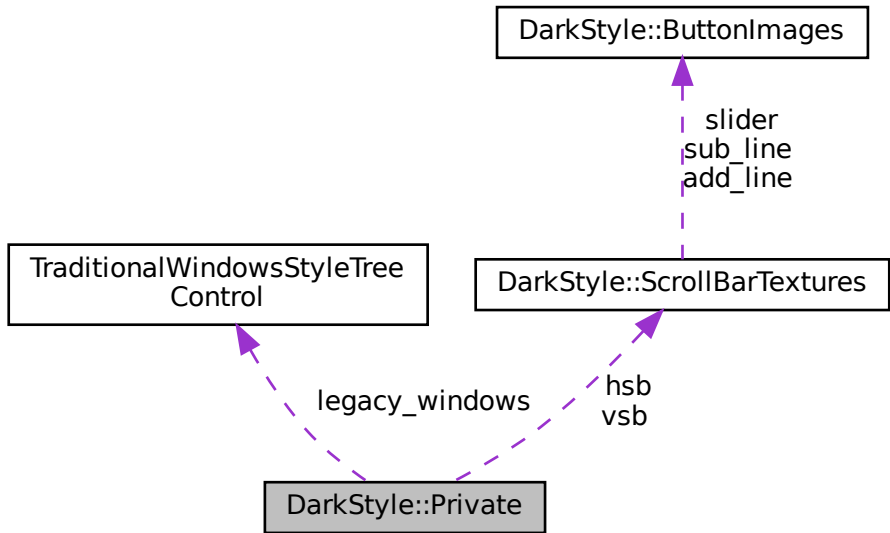 DarkStyle::ButtonImages
slider
sub_line
add_line
TraditionalWindowsStyleTree
Control
DarkStyle::ScrollBarTextures
legacy_windows
hsb
vsb
DarkStyle::Private